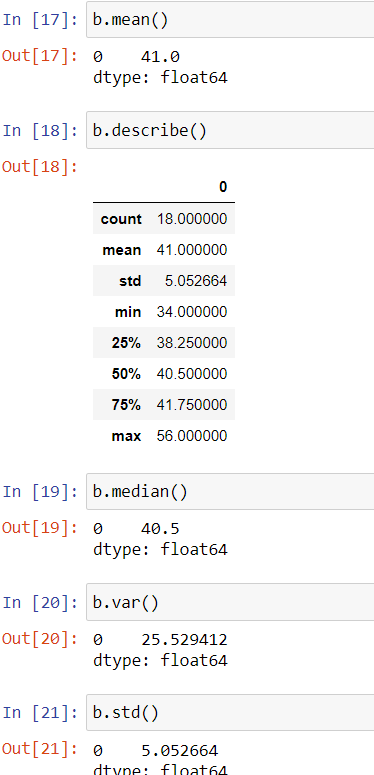 In [17]: b.mean()
Out[17]: 0    41.0
dtype: float64
In [18]: b.describe()
Out[18]:
0
count 18.000000
mean 41.000000
std 5.052664
min 34.000000
25% 38.250000
50% 40.500000
75% 41.750000
max 56.000000
In [19]: b.median()
Out[19]: 0    40.5
dtype: float64
In [20]: b.var()
Out[20]: 0    25.529412
dtype: float64
In [21]: b.std()
Out[21]: 0    5.052664
dtype: float64